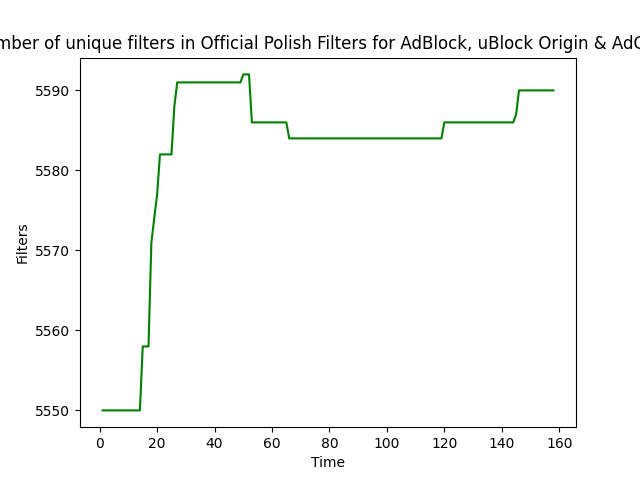 mber of unique filters in Official Polish Filters for AdBlock, uBlock Origin & AdG
5590
5580
5570
5560
5550
Filters
0 20 40 60 80 100 120 140 160
Time